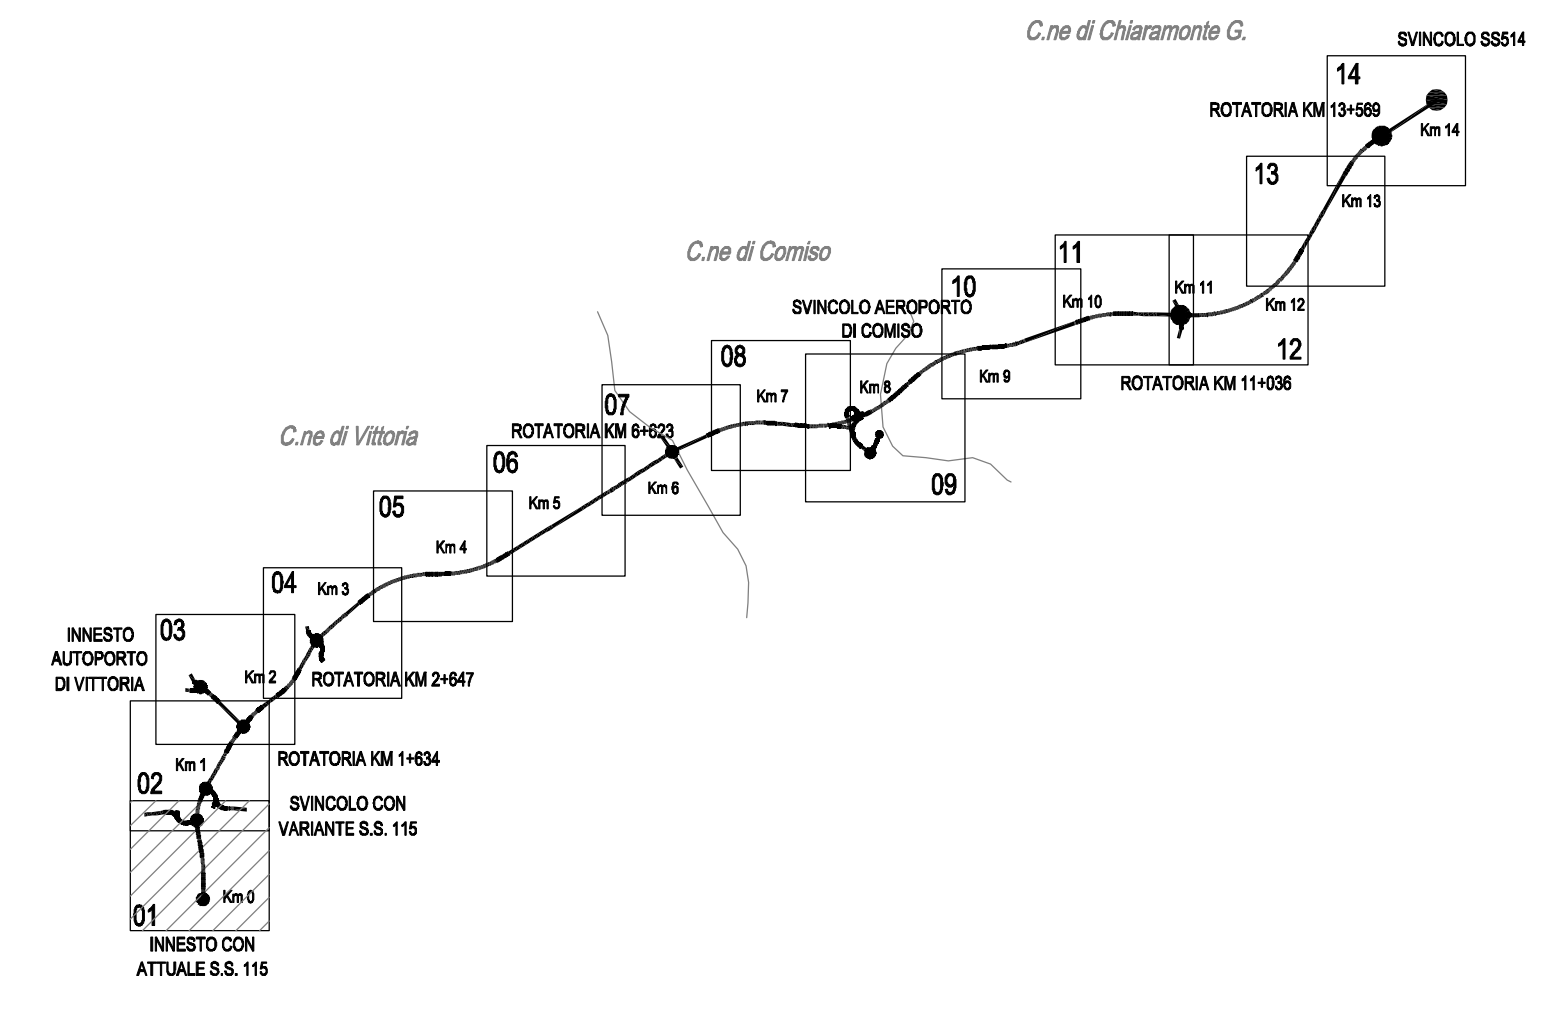 C.ne di Chiaramonte G.
SVINCOLO SS514
14
ROTATORIA KM 13+569
Km 14
13
Km 13
C.ne di Comiso
11
Km 11
10
Km 10
Km 12
SVINCOLO AEROPORTO
DI COMISO
12
08
Km 9
ROTATORIA KM 11+036
Km 8
Km 7
07
C.ne di Vittoria
ROTATORIA KM 6+623
06
09
Km 6
Km 5
05
Km 4
04
Km 3
03
INNESTO
AUTOPORTO
DI VITTORIA
Km 2
ROTATORIA KM 2+647
ROTATORIA KM 1+634
Km 1
02
SVINCOLO CON
VARIANTE S.S. 115
Km 0
01
INNESTO CON
ATTUALE S.S. 115